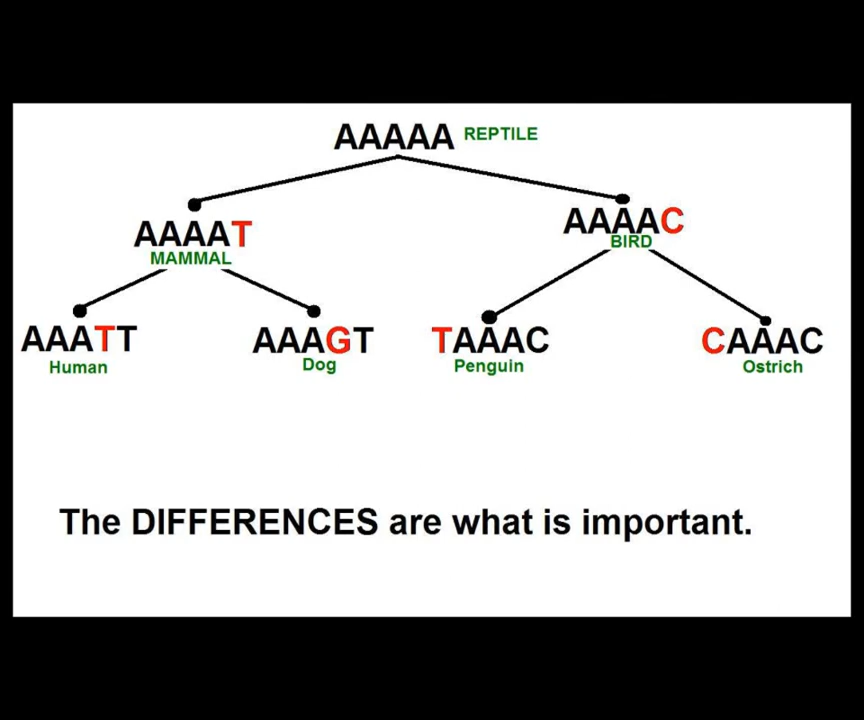 AAAAA REPTILE
AAAAT
MAMMAL
AAAAC
BIRD
AAATT
Human
AAAGT
Dog
TAAAC
Penguin
CAAAC
Ostrich
The DIFFERENCES are what is important.